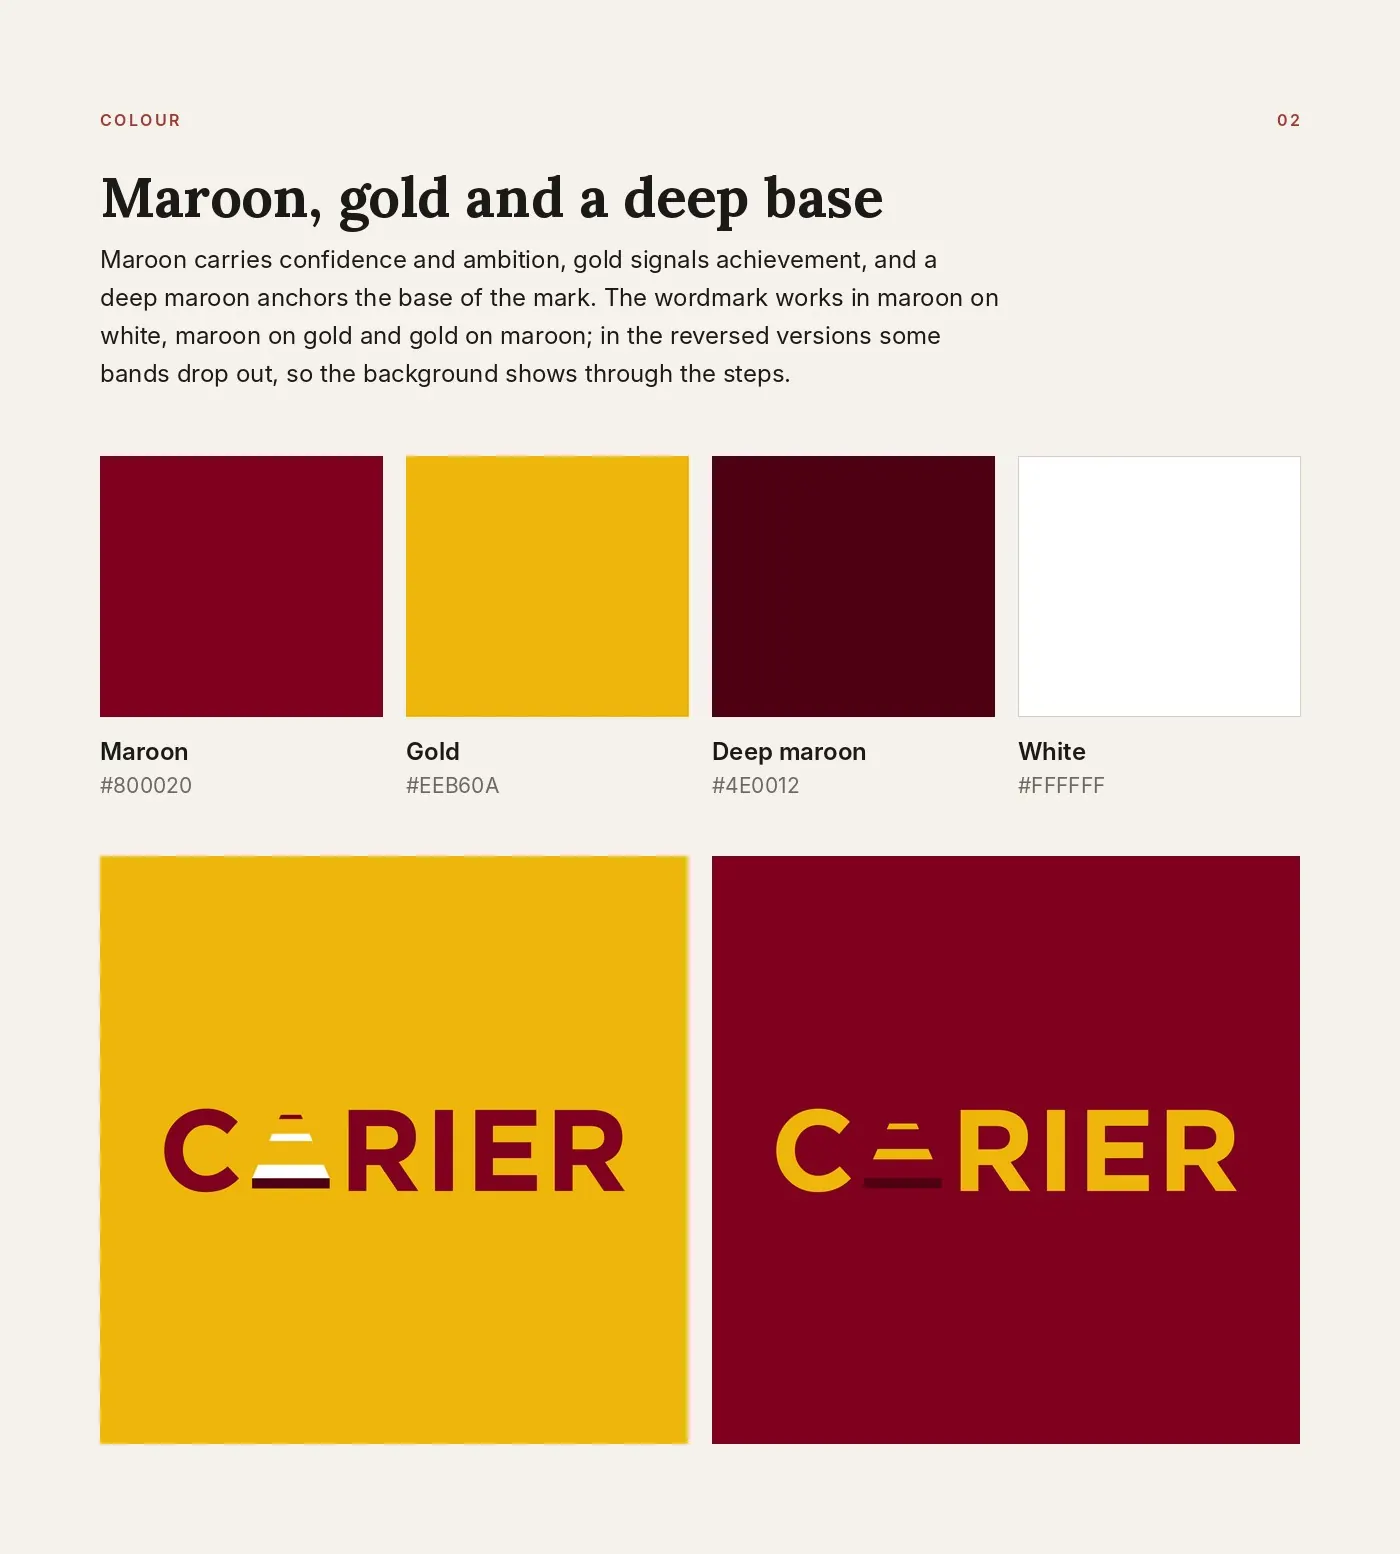 COLOUR
02
Maroon, gold and a deep base
Maroon carries confidence and ambition, gold signals achievement, and a
deep maroon anchors the base of the mark. The wordmark works in maroon on
white, maroon on gold and gold on maroon; in the reversed versions some
bands drop out, so the background shows through the steps.
Maroon
#800020
Gold
#EEB60A
Deep maroon
#4E0012
White
#FFFFFF
CARIER
CARIER